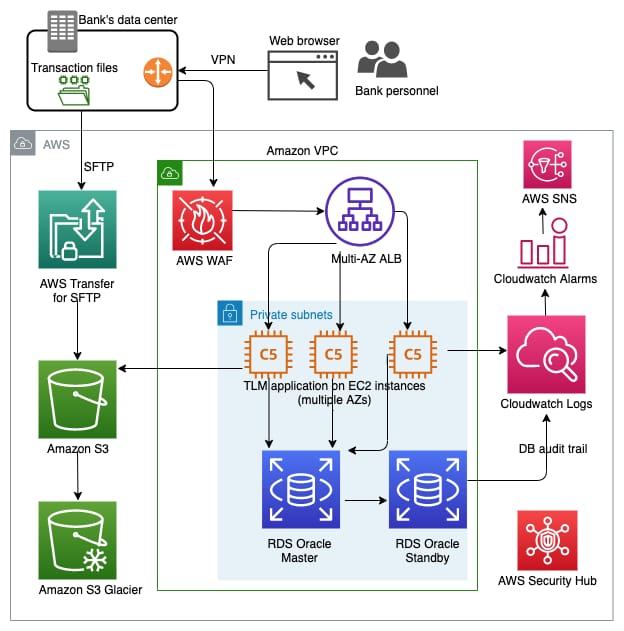 Bank's data center
Transaction files
VPN
Web browser
Bank personnel
AWS
SFTP
Amazon VPC
AWS WAF
Multi-AZ ALB
AWS SNS
Cloudwatch Alarms
AWS Transfer
for SFTP
Private subnets
C5
C5
C5
TLM application on EC2 instances
(multiple AZs)
Cloudwatch Logs
Amazon S3
DB audit trail
RDS Oracle
Master
RDS Oracle
Standby
Amazon S3 Glacier
AWS Security Hub